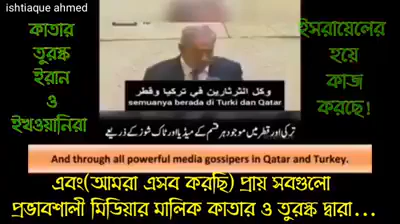 ishtiaque ahmed
কাতার
তুরস্ক
ইরান
ও
ইখওয়ানিরা
ইসরায়েলের
হয়ে
কাজ
করছে!
وكل الثرثارين في تركيا وقطر
semuanya berada di Turki dan Qatar
ترکی اور قطر میں موجود ہر قسم کے میڈیا اور ٹاک شوز کے ذریعے
And through all powerful media gossipers in Qatar and Turkey.
এবং(আমরা এসব করছি) প্রায় সবগুলো
প্রভাবশালী মিডিয়ার মালিক কাতার ও তুরস্ক দ্বারা...